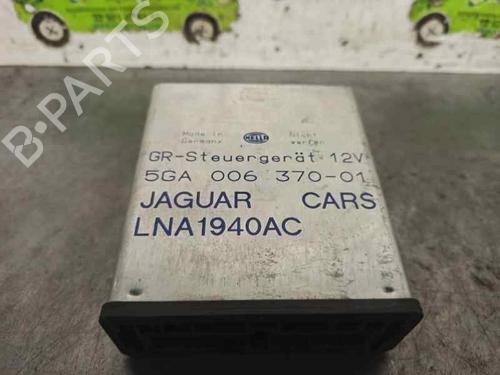 B-PARTS
Made in
Germany
HELLA
Nicht
werfen
GR-Steuergerät 12V
5GA 006 370-01
JAGUAR CARS
LNA1940AC